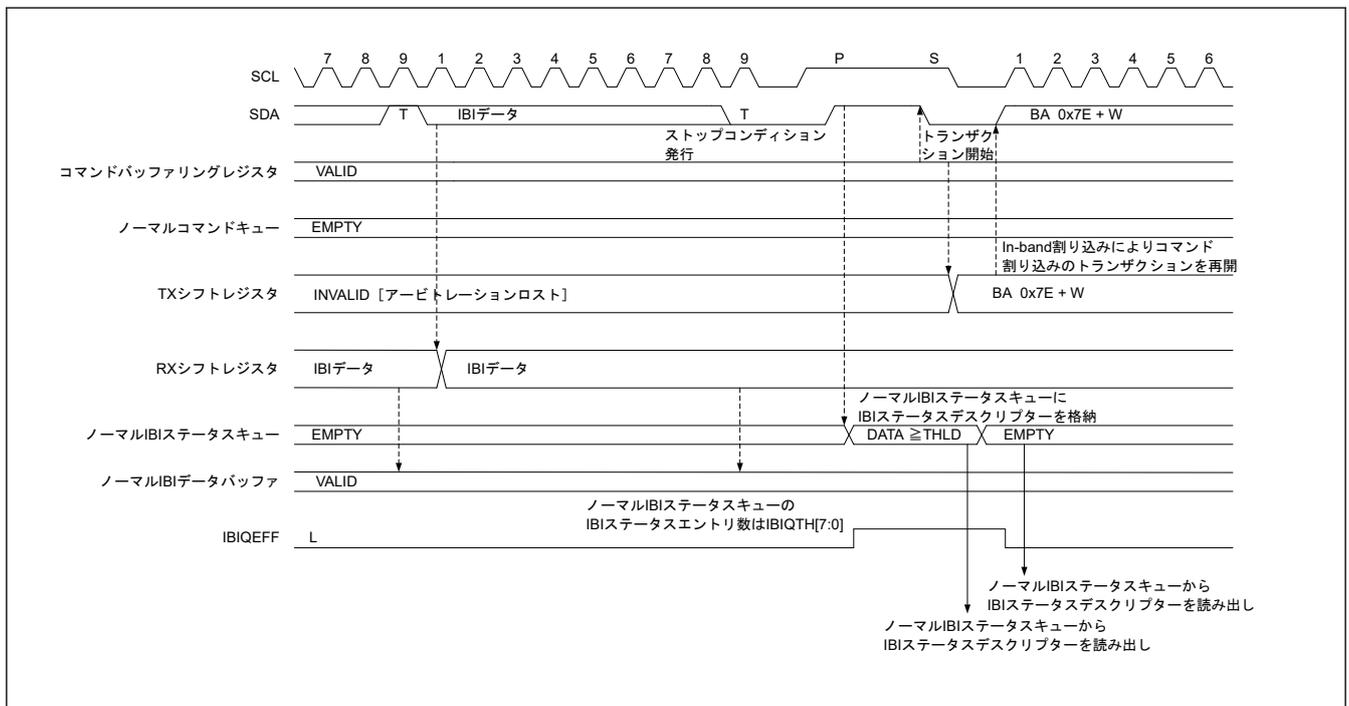 7 8 9 1 2 3 4 5 6 7 8 9 P S 1 2 3 4 5 6
SCL
SDA T IBIデータ T BA 0x7E + W
ストップコンディション
発行
トランザク
ション開始
コマンドバッファリングレジスタ VALID
ノーマルコマンドキュー EMPTY
In-band割り込みによりコマンド
割り込みのトランザクションを再開
TXシフトレジスタ INVALID [アービトレーションロスト] BA 0x7E + W
RXシフトレジスタ IBIデータ IBIデータ
ノーマルIBIステータスキューに
IBIステータスデスクリプターを格納
ノーマルIBIステータスキュー EMPTY DATA ≧THLD EMPTY
ノーマルIBIデータバッファ VALID
ノーマルIBIステータスキューの
IBIステータスエントリ数はIBIQTH[7:0]
IBIQEFF L
ノーマルIBIステータスキューから
IBIステータスデスクリプターを読み出し
ノーマルIBIステータスキューから
IBIステータスデスクリプターを読み出し